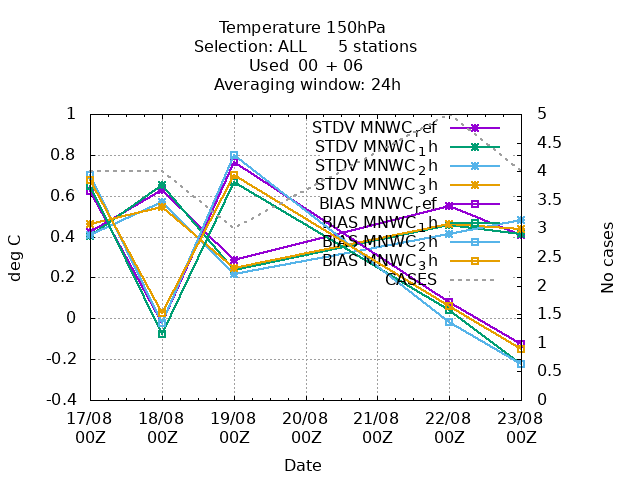 Temperature 150hPa
Selection: ALL      5 stations
Used  00 + 06
Averaging window: 24h
STDV MNWC_ref
STDV MNWC_1h
STDV MNWC_2h
STDV MNWC_3h
BIAS MNWC_ref
BIAS MNWC_1h
BIAS MNWC_2h
BIAS MNWC_3h
CASES
1
0.8
0.6
0.4
0.2
0
-0.2
-0.4
deg C
5
4.5
4
3.5
3
2.5
2
1.5
1
0.5
0
No cases
17/08 18/08 19/08 20/08 21/08 22/08 23/08
00Z 00Z 00Z 00Z 00Z 00Z 00Z
Date